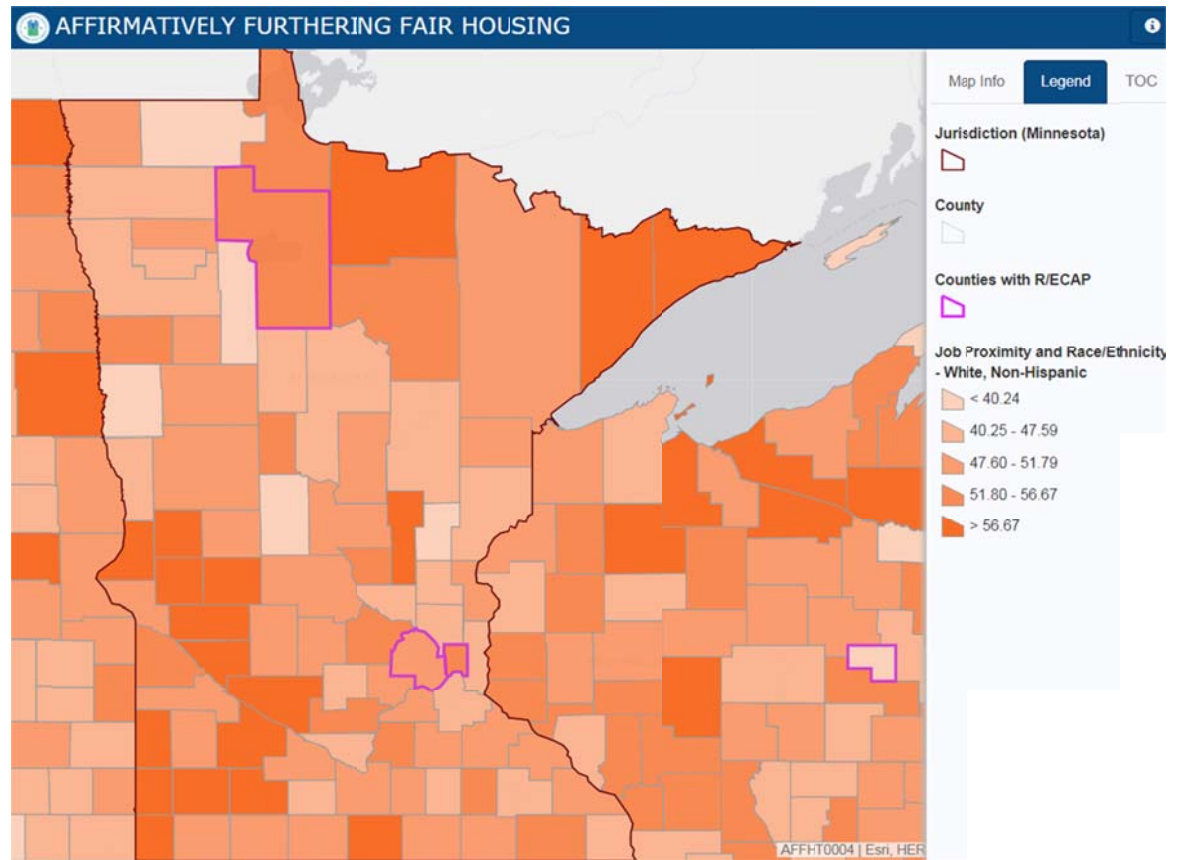 AFFIRMATIVELY FURTHERING FAIR HOUSING
Map Info Legend TOC
Jurisdiction (Minnesota)
County
Counties with R/ECAP
Job Proximity and Race/Ethnicity
- White, Non-Hispanic
< 40.24
40.25 - 47.59
47.60 - 51.79
51.80 - 56.67
> 56.67
AFFHT0004 | Esri, HER